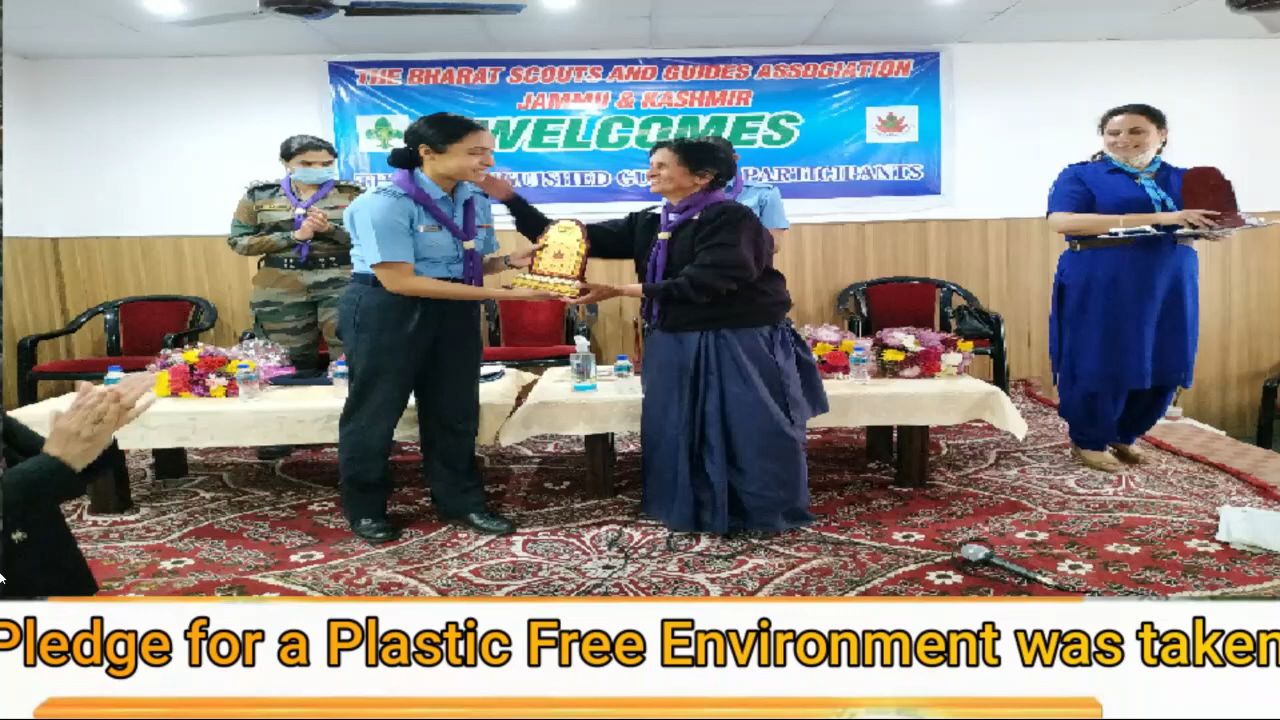 THE BHARAT SCOUTS AND GUIDES ASSOCIATION
JAMMU & KASHMIR
WELCOMES
PARTICIPANTS
Pledge for a Plastic Free Environment was taken